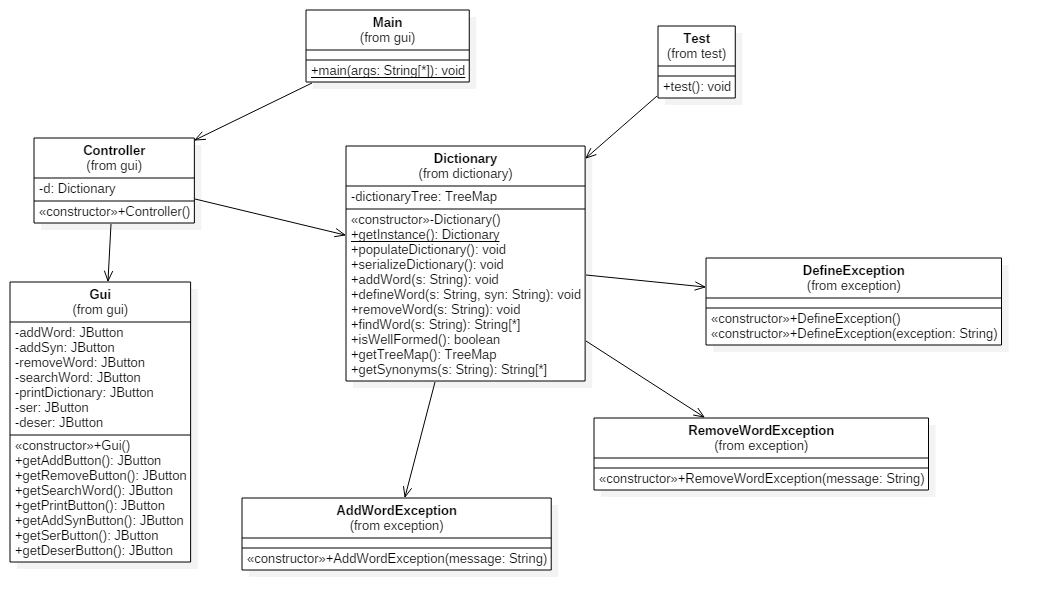 Main
(from gui)
+main(args: String[*]): void
Test
(from test)
+test(): void
Controller
(from gui)
-d: Dictionary
«constructor»+Controller()
Dictionary
(from dictionary)
-dictionaryTree: TreeMap
«constructor»-Dictionary()
+getInstance(): Dictionary
+populateDictionary(): void
+serializeDictionary(): void
+addWord(s: String): void
+defineWord(s: String, syn: String): void
+removeWord(s: String): void
+findWord(s: String): String[*]
+isWellFormed(): boolean
+getTreeMap(): TreeMap
+getSynonyms(s: String): String[*]
DefineException
(from exception)
«constructor»+DefineException()
«constructor»+DefineException(exception: String)
Gui
(from gui)
-addWord: JButton
-addSyn: JButton
-removeWord: JButton
-searchWord: JButton
-printDictionary: JButton
-ser: JButton
-deser: JButton
«constructor»+Gui()
+getAddButton(): JButton
+getRemoveButton(): JButton
+getSearchWord(): JButton
+getPrintButton(): JButton
+getAddSynButton(): JButton
+getSerButton(): JButton
+getDeserButton(): JButton
RemoveWordException
(from exception)
«constructor»+RemoveWordException(message: String)
AddWordException
(from exception)
«constructor»+AddWordException(message: String)